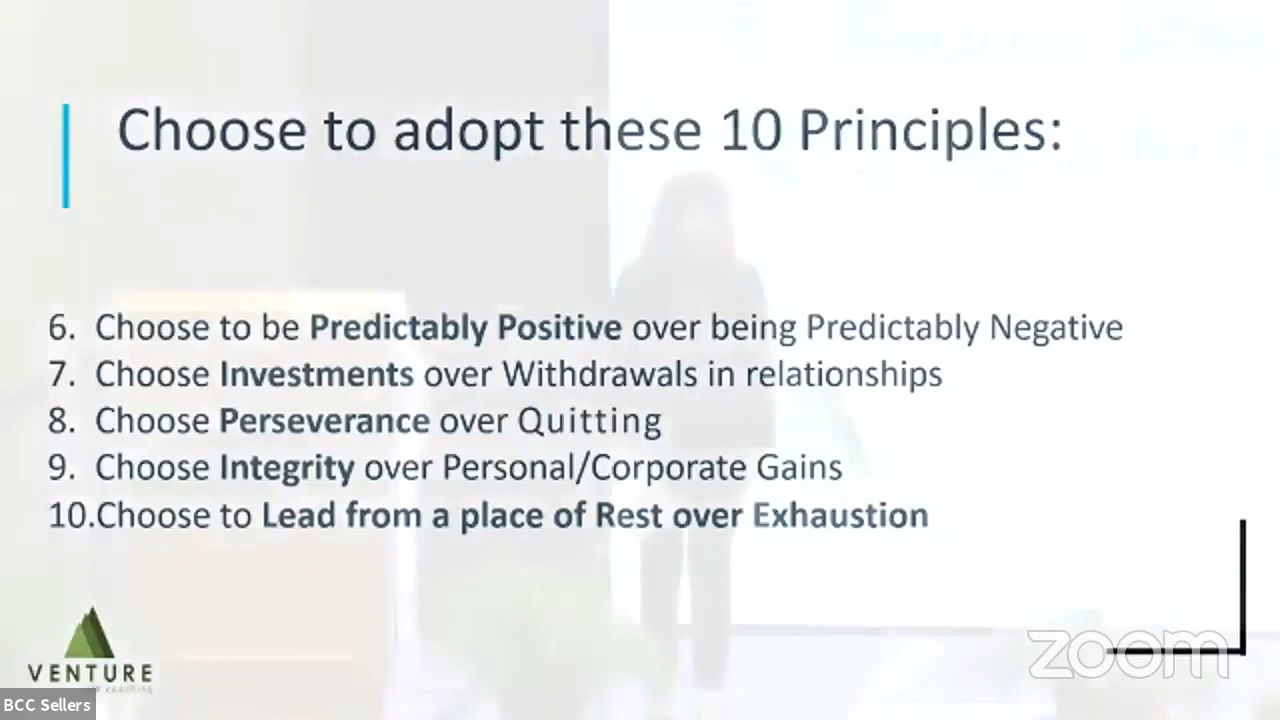 Choose to adopt these 10 Principles:
6. Choose to be Predictably Positive over being Predictably Negative
7. Choose Investments over Withdrawals in relationships
8. Choose Perseverance over Quitting
9. Choose Integrity over Personal/Corporate Gains
10.Choose to Lead from a place of Rest over Exhaustion
VENTURE
zoom
BCC Sellers